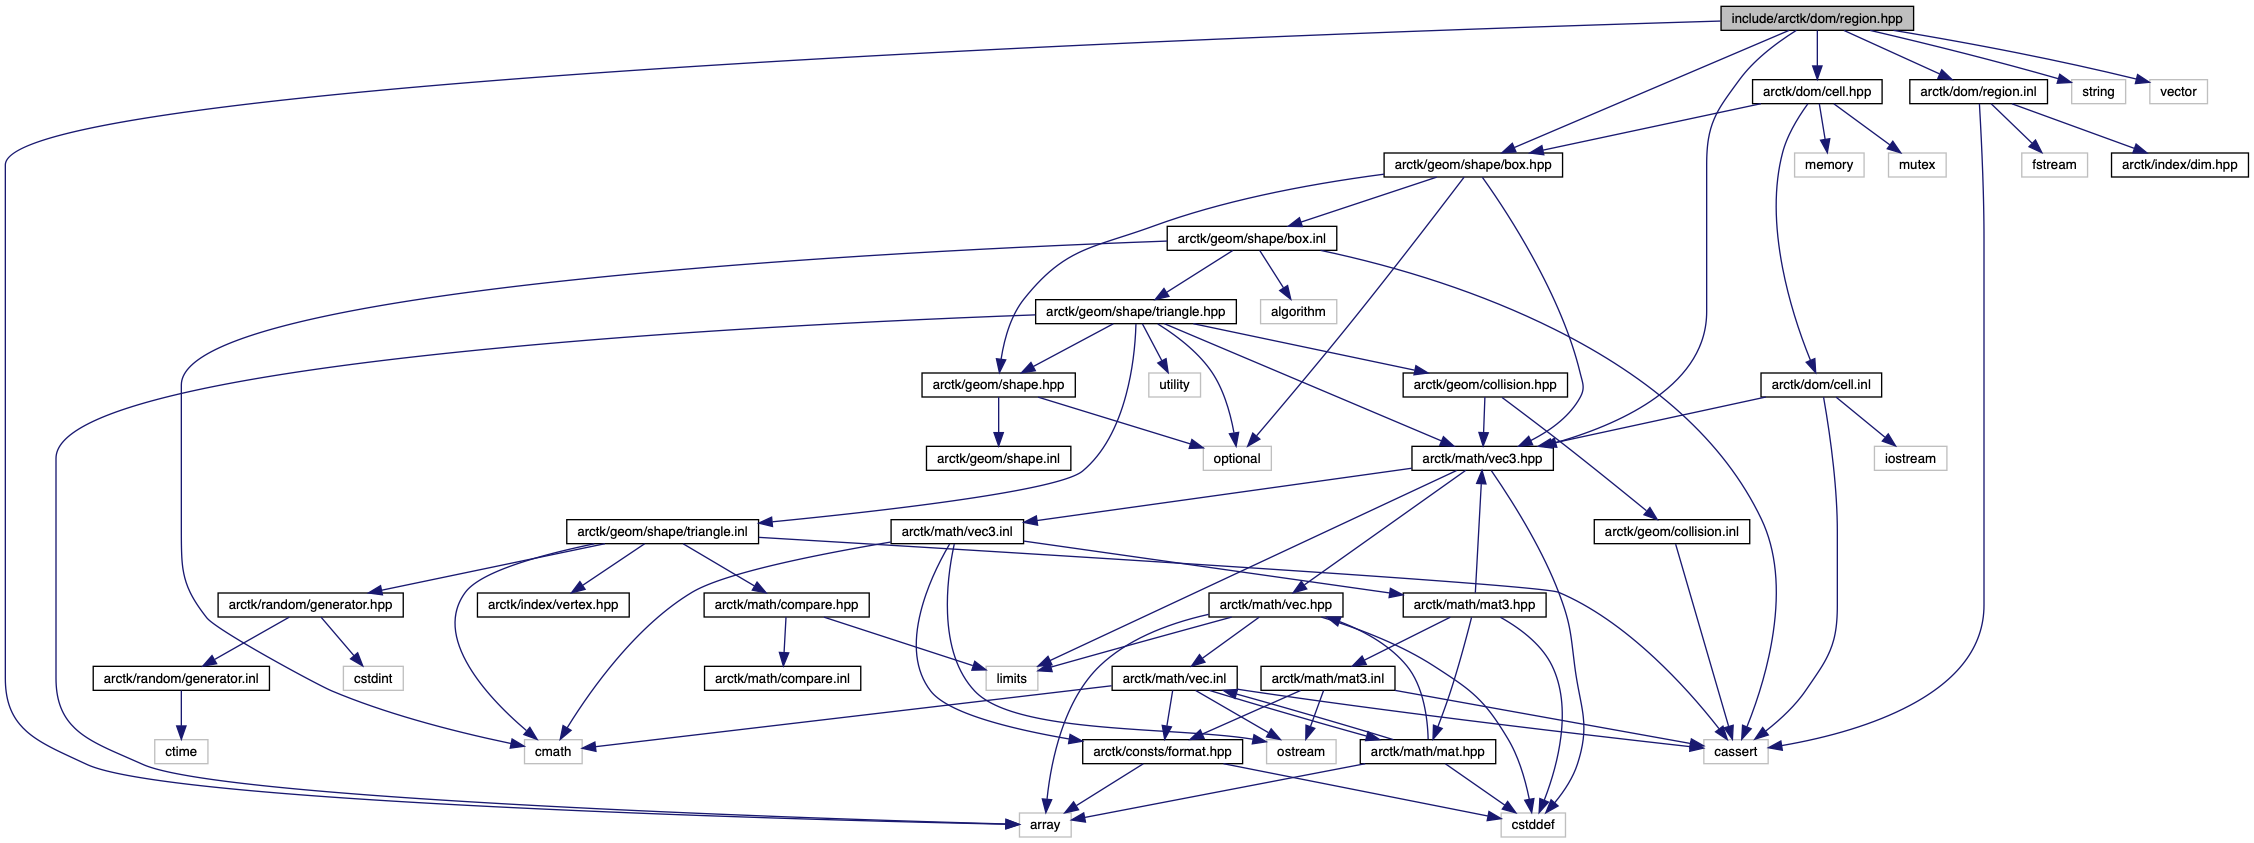 include/arctk/dom/region.hpp
arctk/dom/cell.hpp
arctk/dom/region.inl
string
vector
arctk/geom/shape/box.hpp
memory
mutex
fstream
arctk/index/dim.hpp
arctk/geom/shape/box.inl
arctk/geom/shape/triangle.hpp
algorithm
arctk/geom/shape.hpp
utility
arctk/geom/collision.hpp
arctk/dom/cell.inl
arctk/geom/shape.inl
optional
arctk/math/vec3.hpp
iostream
arctk/geom/shape/triangle.inl
arctk/math/vec3.inl
arctk/geom/collision.inl
arctk/random/generator.hpp
arctk/index/vertex.hpp
arctk/math/compare.hpp
arctk/math/vec.hpp
arctk/math/mat3.hpp
arctk/random/generator.inl
cstdint
arctk/math/compare.inl
limits
arctk/math/vec.inl
arctk/math/mat3.inl
ctime
cmath
arctk/consts/format.hpp
ostream
arctk/math/mat.hpp
cassert
array
cstddef